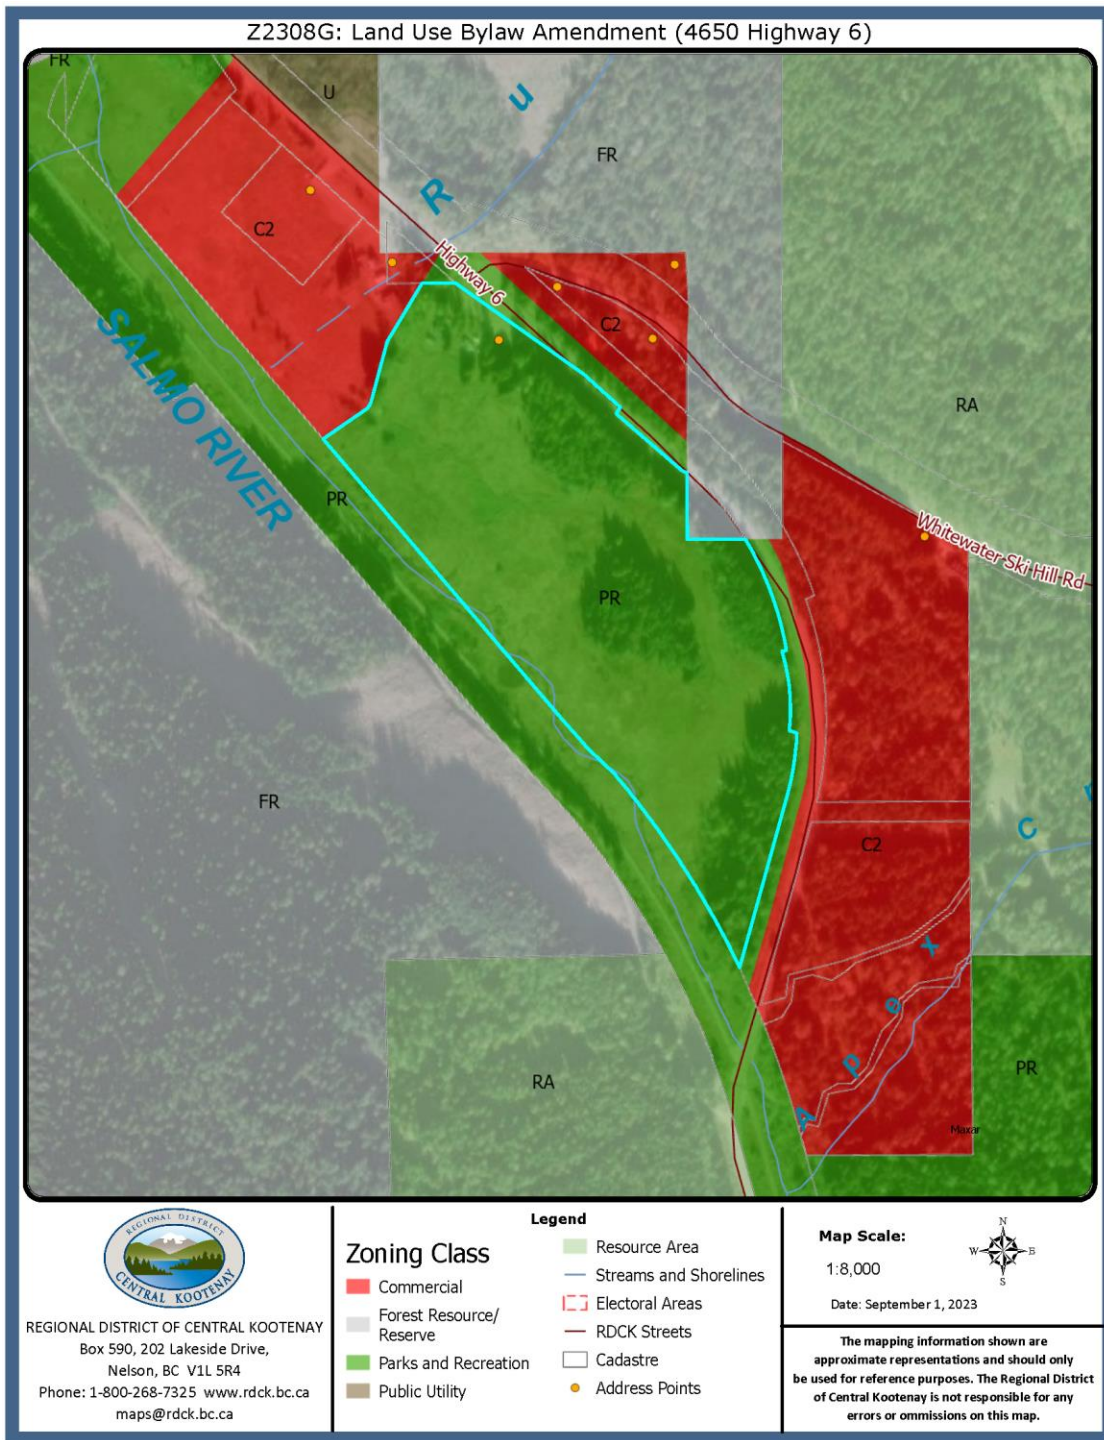 Z2308G: Land Use Bylaw Amendment (4650 Highway 6)
FR
U
R
u
FR
C2
Highway 6
C2
SALMO RIVER
RA
PR
Whitewater Ski Hill Rd
PR
FR
C
C2
x
e
p
A
RA
PR
Maxar
REGIONAL DISTRICT
CENTRAL KOOTENAY
REGIONAL DISTRICT OF CENTRAL KOOTENAY
Box 590, 202 Lakeside Drive,
Nelson, BC V1L 5R4
Phone: 1-800-268-7325 www.rdck.bc.ca
maps@rdck.bc.ca
Legend
Zoning Class
Commercial
Forest Resource/
Reserve
Parks and Recreation
Public Utility
Resource Area
Streams and Shorelines
Electoral Areas
RDCK Streets
Cadastre
Address Points
Map Scale:
1:8,000
N
W
E
S
Date: September 1, 2023
The mapping information shown are
approximate representations and should only
be used for reference purposes. The Regional District
of Central Kootenay is not responsible for any
errors or ommissions on this map.